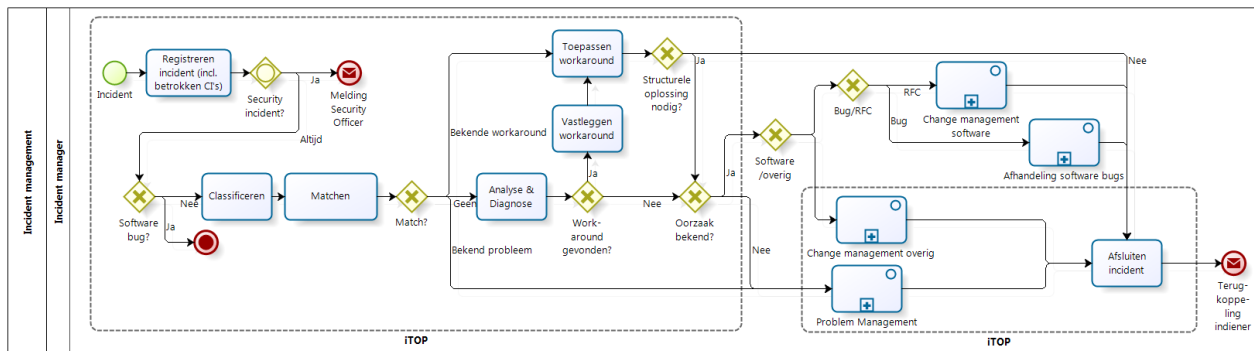 Incident management
Incident manager
Incident
Registreren
incident (incl.
betrokken CI's)
Security
incident?
Ja
Melding
Security
Officer
Altijd
Software
bug?
Nee
Ja
Classificeren
Matchen
Match?
Bekende workaround
Geen
Bekend probleem
Analyse &
Diagnose
Work-
around
gevonden?
Ja
Nee
Vastleggen
workaround
Toepassen
workaround
Structurele
oplossing
nodig?
Ja
Nee
Oorzaak
bekend?
Ja
Nee
iTOP
Software
/overig
Bug/RFC
RFC
Bug
Change management
software
Afhandeling software bugs
Change management overig
Problem Management
Afsluiten
incident
iTOP
Terug-
koppe-
ling
indiener